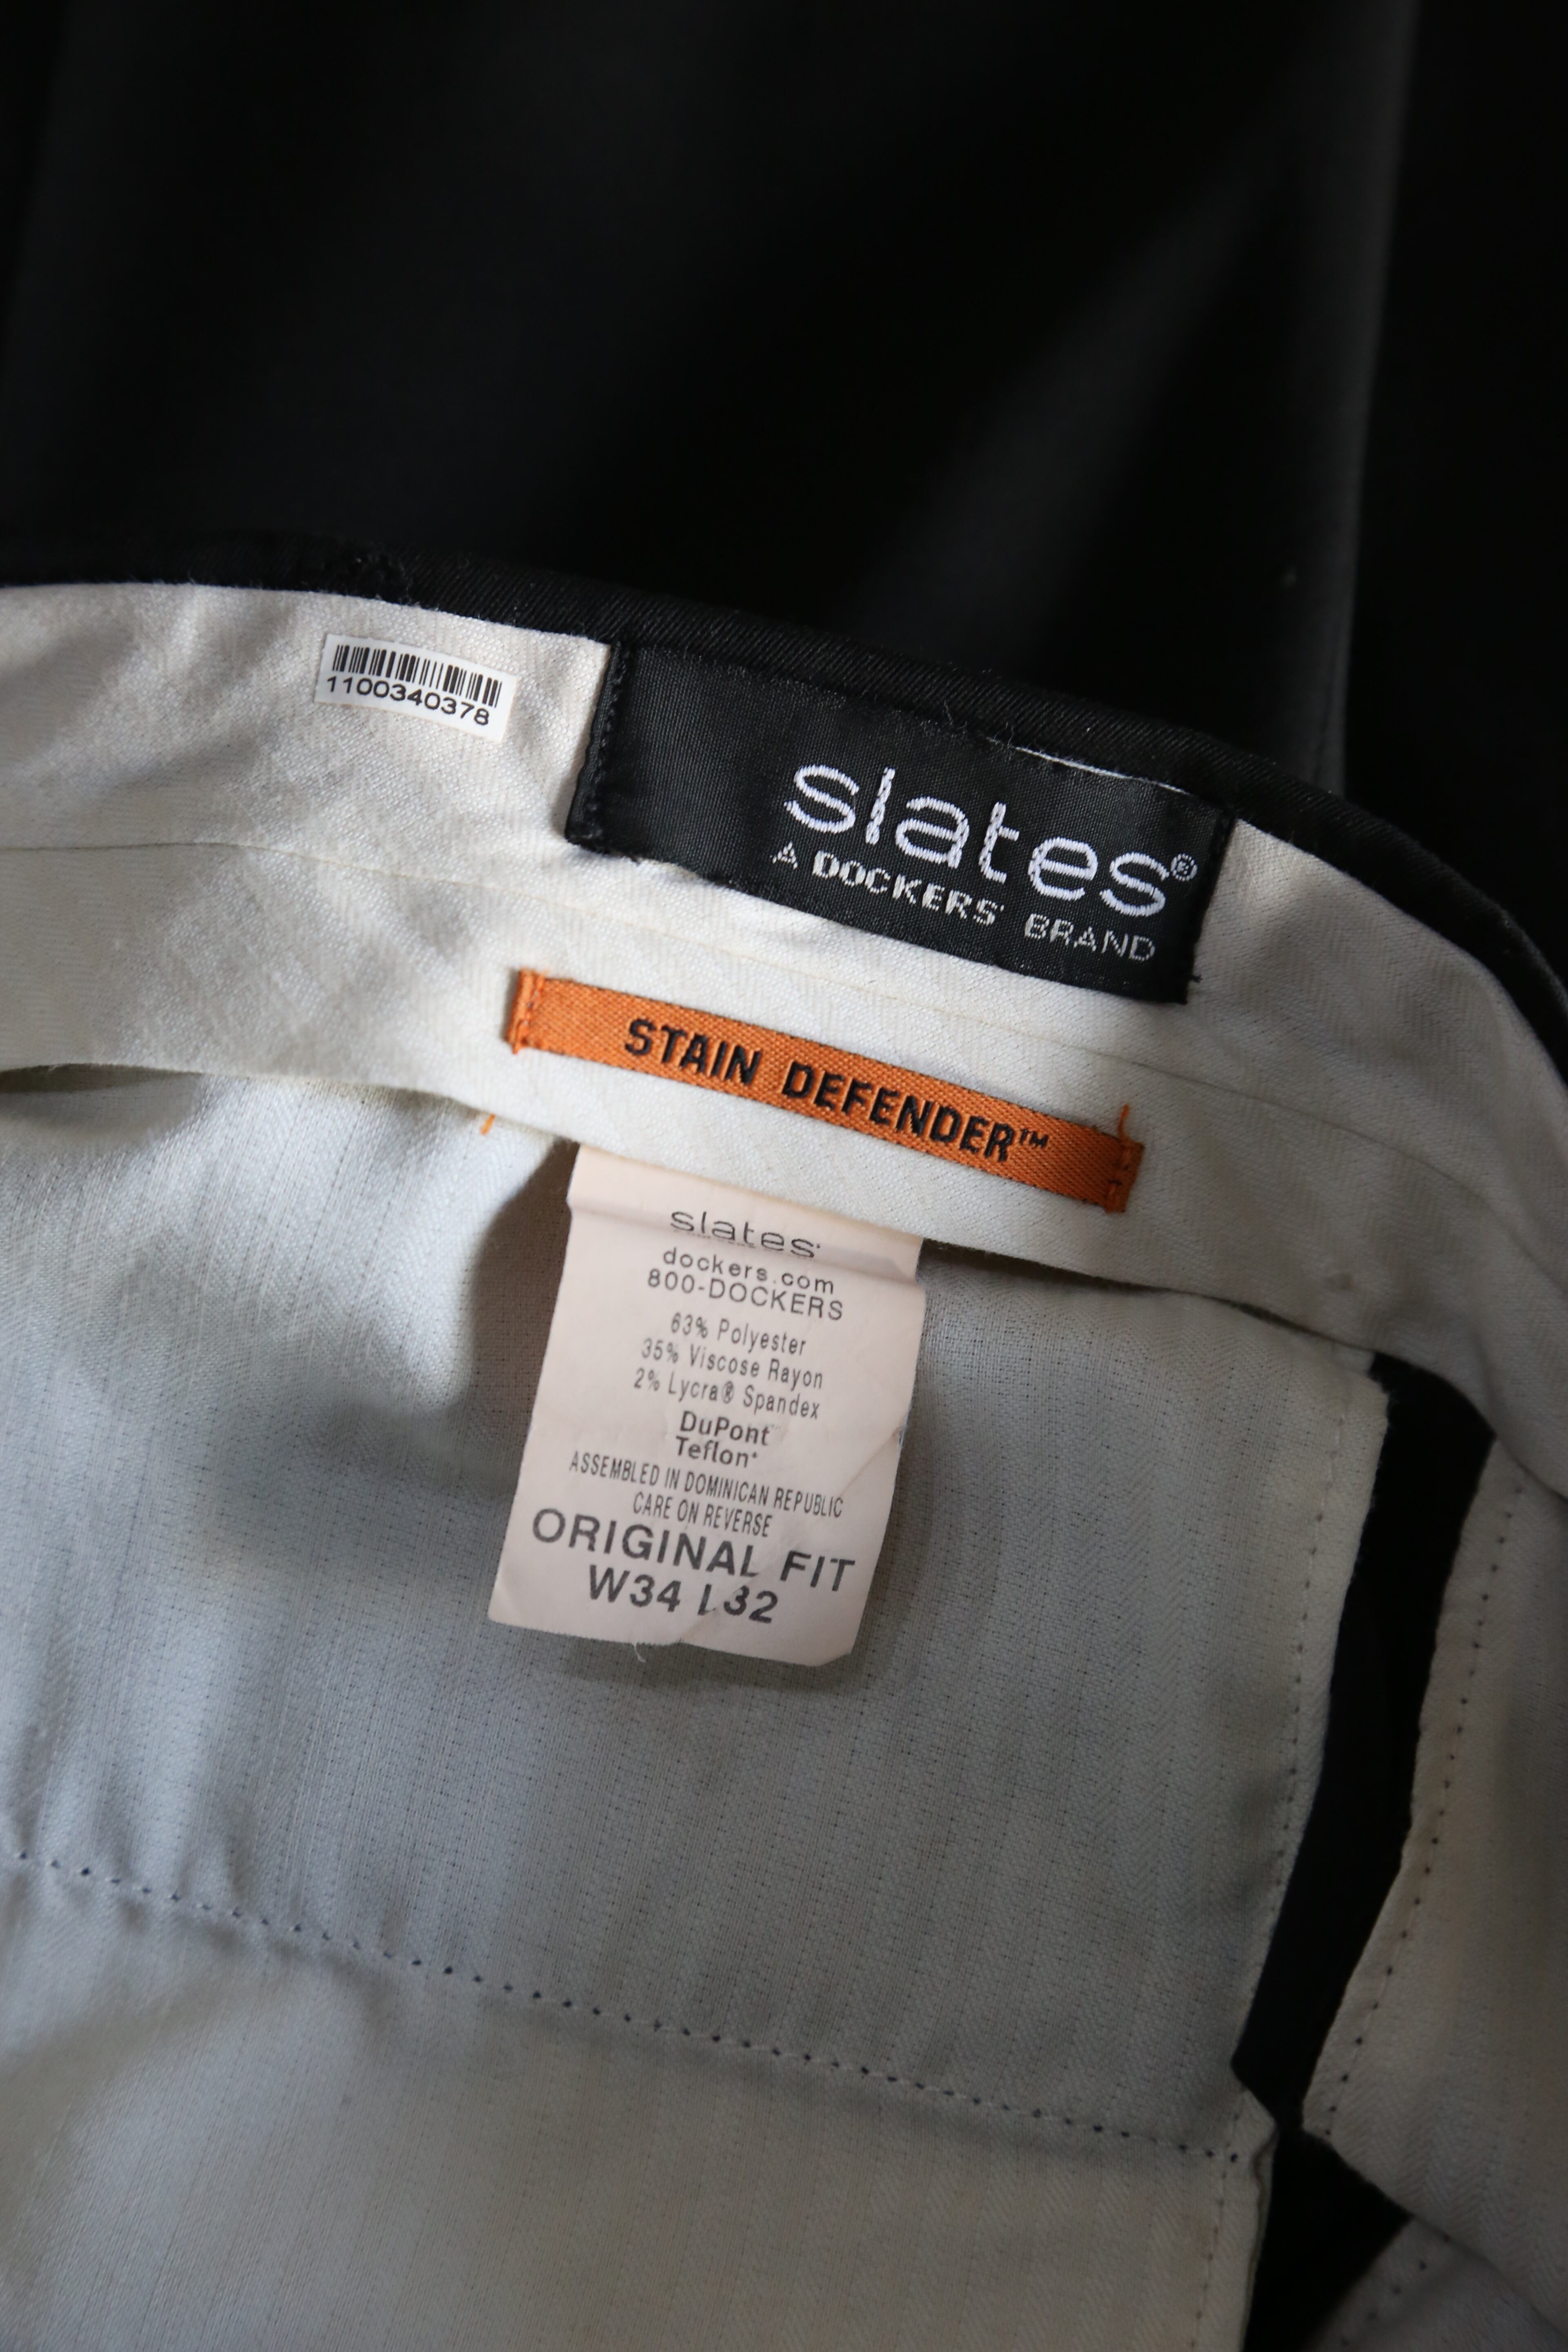 1100340378
slates®
A DOCKERS® BRAND
STAIN DEFENDER™
slates®
dockers.com
800-DOCKERS
63% Polyester
35% Viscose Rayon
2% Lycra® Spandex
DuPont™
Teflon®
ASSEMBLED IN DOMINICAN REPUBLIC
CARE ON REVERSE
ORIGINAL FIT
W34 L32